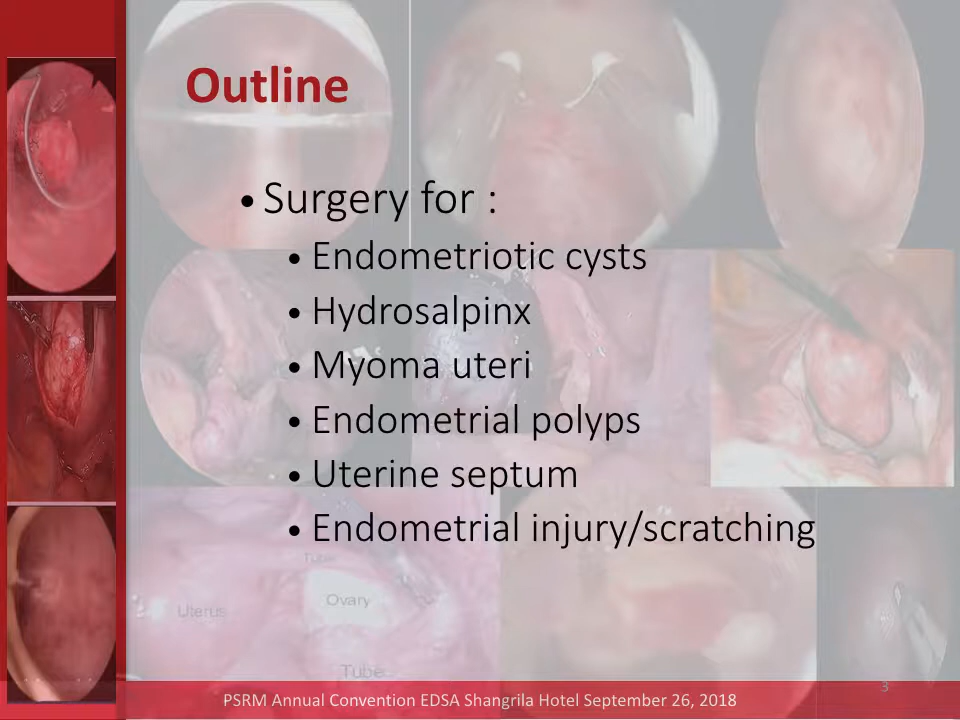 Outline
• Surgery for :
• Endometriotic cysts
• Hydrosalpinx
• Myoma uteri
• Endometrial polyps
• Uterine septum
• Endometrial injury/scratching
Tube
Ovary
Uterus
Tube
3
PSRM Annual Convention EDSA Shangrila Hotel September 26, 2018